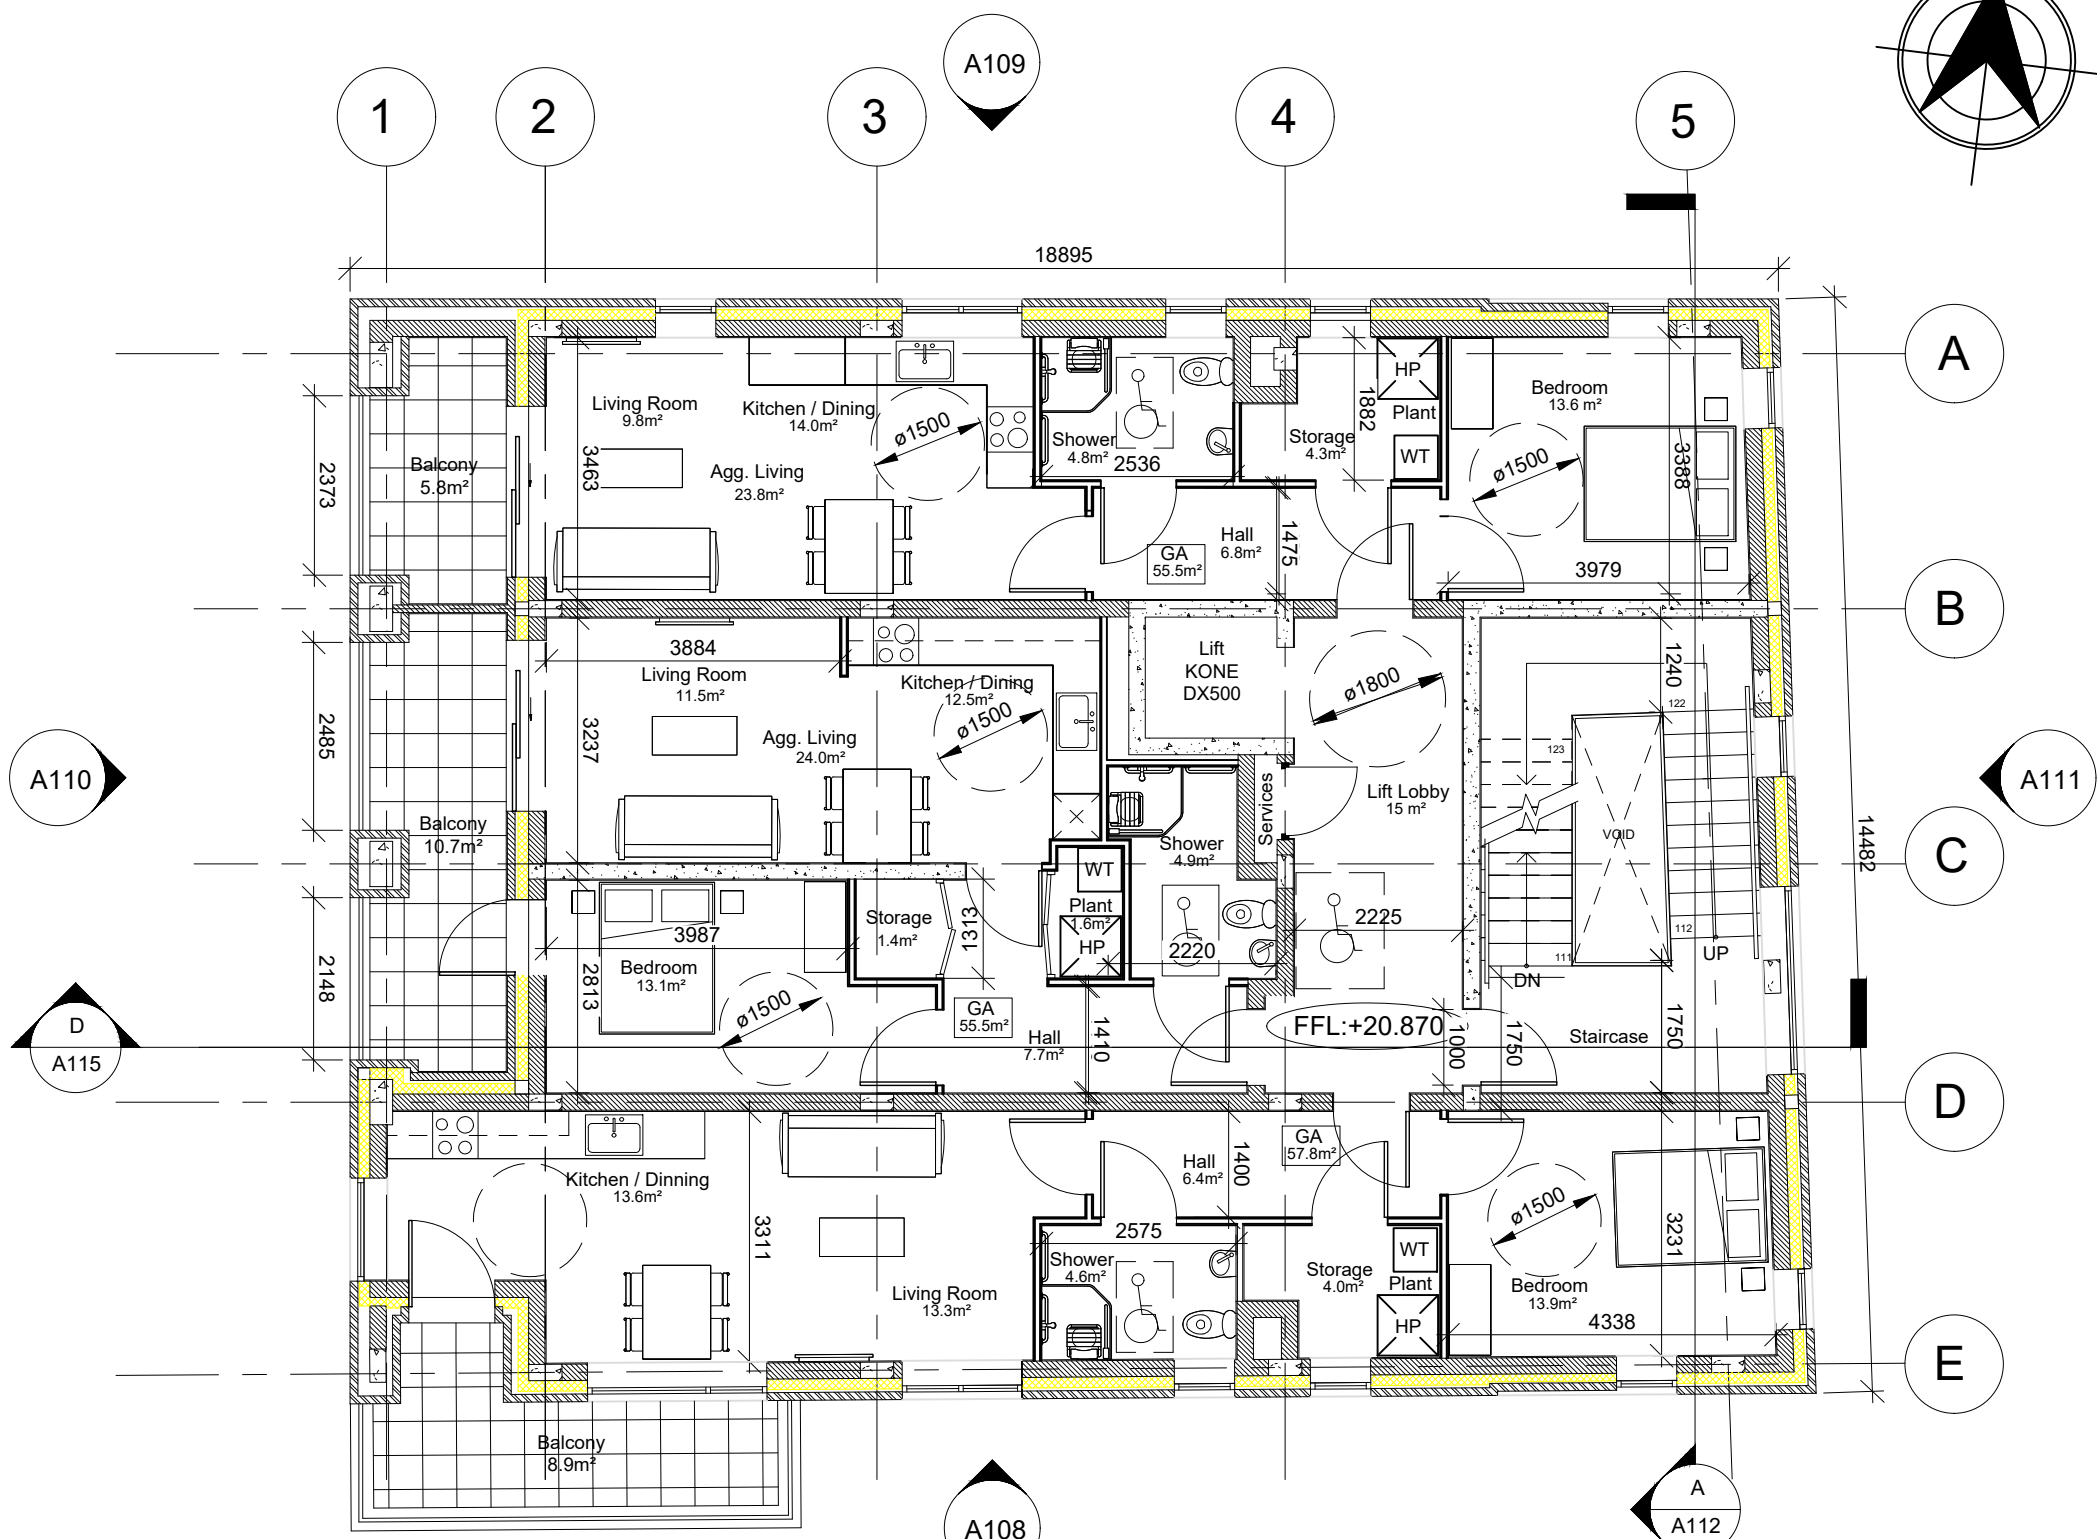 A109
1
2
3
4
5
18895
A
Living Room
9.8m²
Kitchen / Dining
14.0m²
ø1500
HP
Plant
1882
Bedroom
13.6 m²
Shower
4.8m²
Storage
4.3m²
WT
2536
ø1500
3388
Balcony
5.8m²
2373
3463
Agg. Living
23.8m²
Hall
6.8m²
1475
GA
55.5m²
3979
B
3884
Living Room
11.5m²
Kitchen / Dining
12.5m²
ø1500
Lift
KONE
DX500
ø1800
1240
122
123
2485
3237
Agg. Living
24.0m²
A110
A111
Services
Lift Lobby
15 m²
VOID
14482
Balcony
10.7m²
Shower
4.9m²
C
WT
Plant
1.6m²
HP
Storage
1.4m²
1313
3987
2225
2220
112
111
UP
DN
Bedroom
13.1m²
2148
2813
ø1500
GA
55.5m²
Hall
7.7m²
1410
FFL:+20.870
1000
1750
Staircase
1750
D
A115
D
Kitchen / Dinning
13.6m²
Hall
6.4m²
1400
GA
57.8m²
ø1500
3311
2575
Shower
4.6m²
WT
Plant
HP
Storage
4.0m²
3231
Bedroom
13.9m²
Living Room
13.3m²
4338
E
Balcony
8.9m²
A108
A
A112